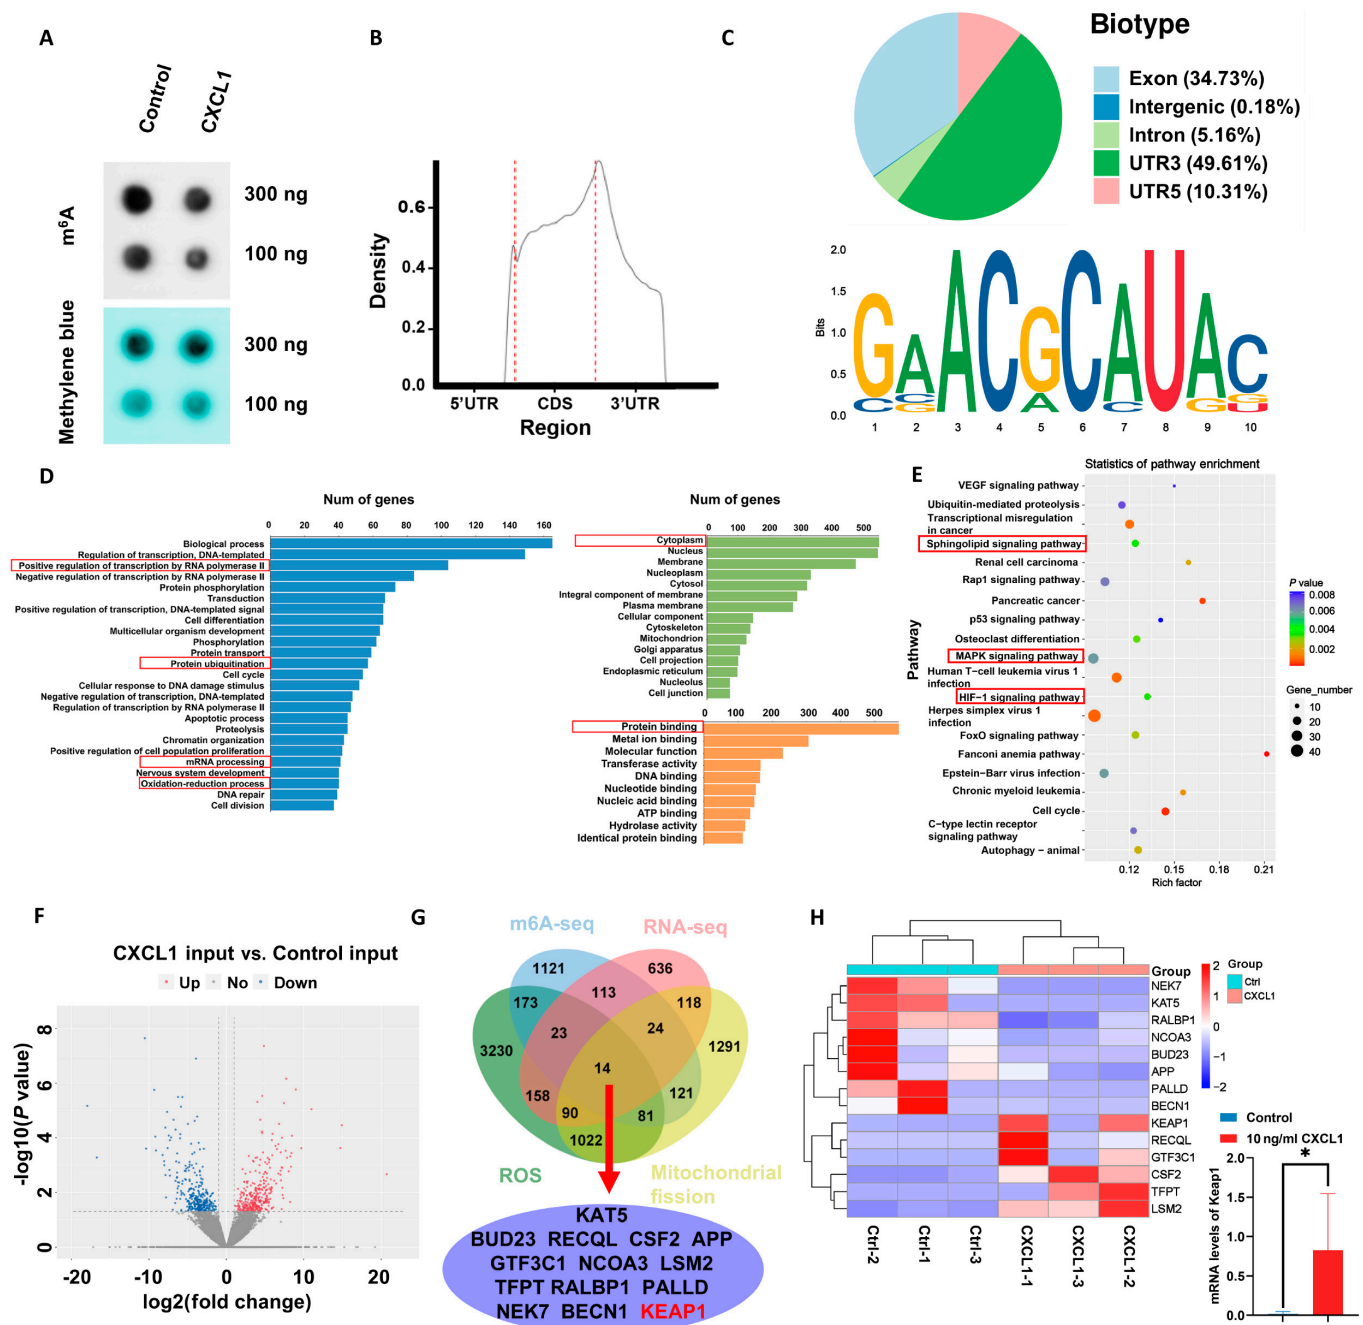 A
Control
CXCL1
m⁶A
300 ng
100 ng
Methylene blue
300 ng
100 ng
B
Density
0.6
0.4
0.2
0.0
5'UTR
CDS
3'UTR
Region
C
Biotype
Exon (34.73%)
Intergenic (0.18%)
Intron (5.16%)
UTR3 (49.61%)
UTR5 (10.31%)
Bits
2.0
1.5
1.0
0.5
0.0
GAACGCAUAC
C C A C G G
G U
1 2 3 4 5 6 7 8 9 10
D
Num of genes
0 20 40 60 80 100 120 140 160
Biological process
Regulation of transcription, DNA-templated
Positive regulation of transcription by RNA polymerase II
Negative regulation of transcription by RNA polymerase II
Protein phosphorylation
Transduction
Positive regulation of transcription, DNA-templated signal
Cell differentiation
Multicellular organism development
Phosphorylation
Protein transport
Protein ubiquitination
Cell cycle
Cellular response to DNA damage stimulus
Negative regulation of transcription, DNA-templated
Regulation of transcription by RNA polymerase II
Apoptotic process
Proteolysis
Chromatin organization
Positive regulation of cell population proliferation
mRNA processing
Nervous system development
Oxidation-reduction process
DNA repair
Cell division
Num of genes
0 100 200 300 400 500
Cytoplasm
Nucleus
Membrane
Nucleoplasm
Cytosol
Integral component of membrane
Plasma membrane
Cellular component
Cytoskeleton
Mitochondrion
Golgi apparatus
Cell projection
Endoplasmic reticulum
Nucleotus
Cell junction
0 100 200 300 400 500
Protein binding
Metal ion binding
Molecular function
Transferase activity
DNA binding
Nucleotide binding
Nucleic acid binding
ATP binding
Hydrolase activity
Identical protein binding
E
Statistics of pathway enrichment
Pathway
VEGF signaling pathway
Ubiquitin-mediated proteolysis
Transcriptional misregulation
in cancer
Sphingolipid signaling pathway
Renal cell carcinoma
Rap1 signaling pathway
Pancreatic cancer
p53 signaling pathway
Osteoclast differentiation
MAPK signaling pathway
Human T-cell leukemia virus 1
infection
HIF-1 signaling pathway
Herpes simplex virus 1
infection
FoxO signaling pathway
Fanconi anemia pathway
Epstein-Barr virus infection
Chronic myeloid leukemia
Cell cycle
C-type lectin receptor
signaling pathway
Autophagy - animal
0.12 0.15 0.18 0.21
Rich factor
P value
0.008
0.006
0.004
0.002
Gene_number
10
20
30
40
F
CXCL1 input vs. Control input
Up No Down
-log10(P value)
8
6
4
2
0
-20 -10 0 10 20
log2(fold change)
G
m6A-seq
RNA-seq
1121
636
173
113
118
23
24
3230
1291
14
158
121
90
81
1022
ROS
Mitochondrial
fission
KAT5
BUD23 RECQL CSF2 APP
GTF3C1 NCOA3 LSM2
TFPT RALBP1 PALLD
NEK7 BECN1 KEAP1
H
Group
NEK7
KAT5
RALBP1
NCOA3
BUD23
APP
PALLD
BECN1
KEAP1
RECQL
GTF3C1
CSF2
TFPT
LSM2
Ctrl-2
Ctrl-1
Ctrl-3
CXCL1-1
CXCL1-3
CXCL1-2
2
1
0
-1
-2
Group
Ctrl
CXCL1
Control
10 ng/ml CXCL1
*
mRNA levels of Keap1
2.0
1.5
1.0
0.5
0.0